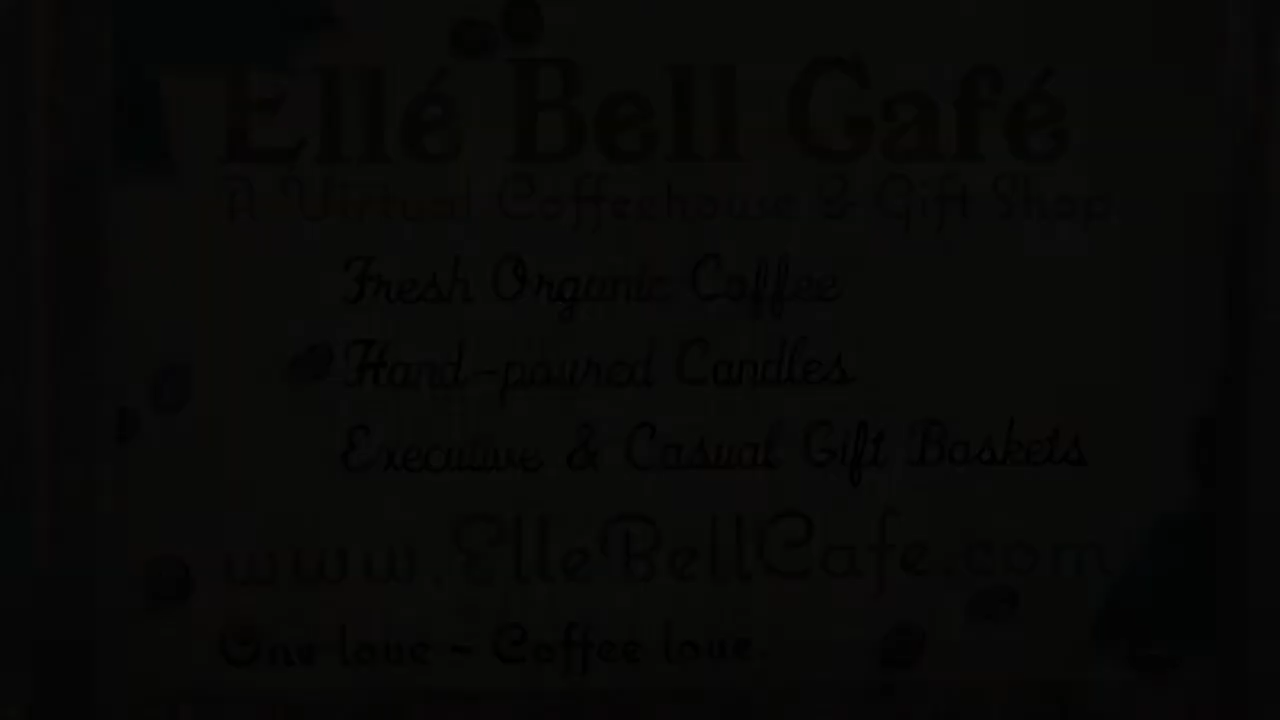 Ellé Bell Café
A Virtual Coffeehouse & Gift Shop
Fresh Organic Coffee
Hand-poured Candles
Executive & Casual Gift Baskets
www.ElleBellCafe.com
One love ~ Coffee love.